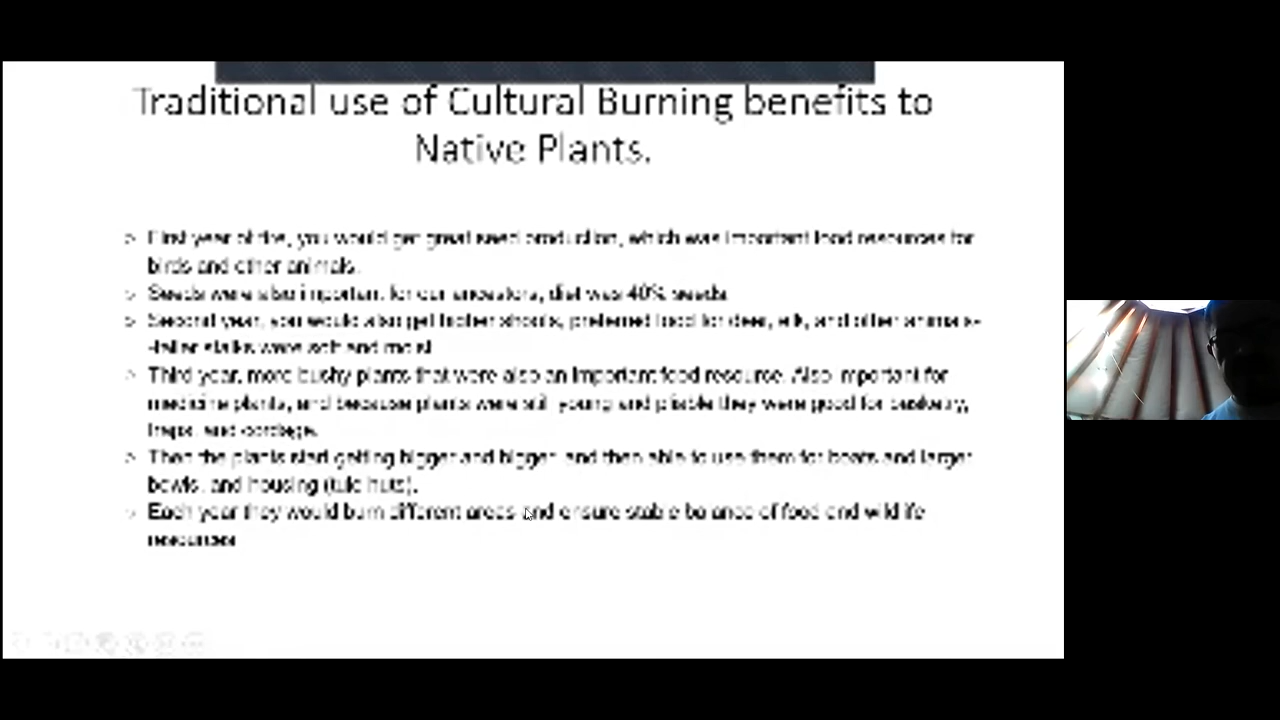 Traditional use of Cultural Burning benefits to
Native Plants.
First year of fire, you would get great seed production, which was important food resources for
birds and other animals.
Seeds were also important for our ancestors, diet was 40% seeds
Second year, you would also get higher shoots, preferred food for deer, elk, and other animals-
taller stalks were soft and moist
Third year, more bushy plants that were also an important food resource. Also important for
medicine plants, and because plants were still young and pliable they were good for basketry,
traps, and cordage.
Then the plants start getting bigger and bigger, and then able to use them for boats and larger
bowls, and housing (tule huts).
Each year they would burn different areas and ensure stable balance of food and wildlife
resources